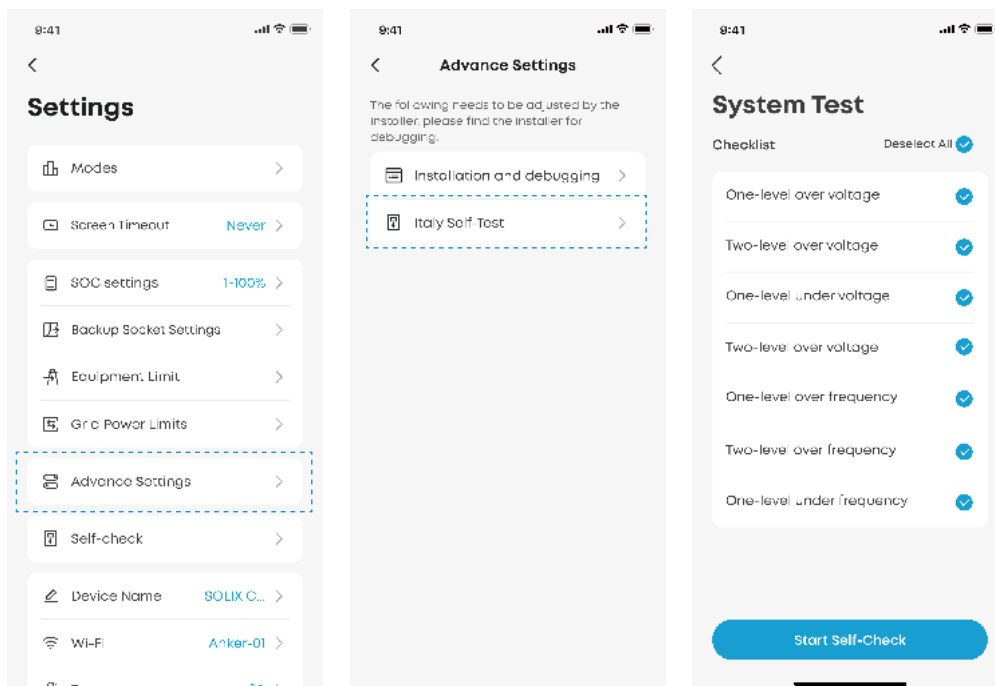 9:41
Settings
Modes
Screen Timeout Never
SOC settings 1-100%
Backup Socket Settings
Equipment Limit
Grid Power Limits
Advance Settings
Self-check
Device Name SOLIX C...
Wi-Fi Anker-01
9:41
Advance Settings
The following needs to be adjusted by the
installer, please find the installer for
debugging.
Installation and debugging
Italy Self-Test
9:41
System Test
Checklist Deselect All
One-level over voltage
Two-level over voltage
One-level under voltage
Two-level over voltage
One-level over frequency
Two-level over frequency
One-level under frequency
Start Self-Check